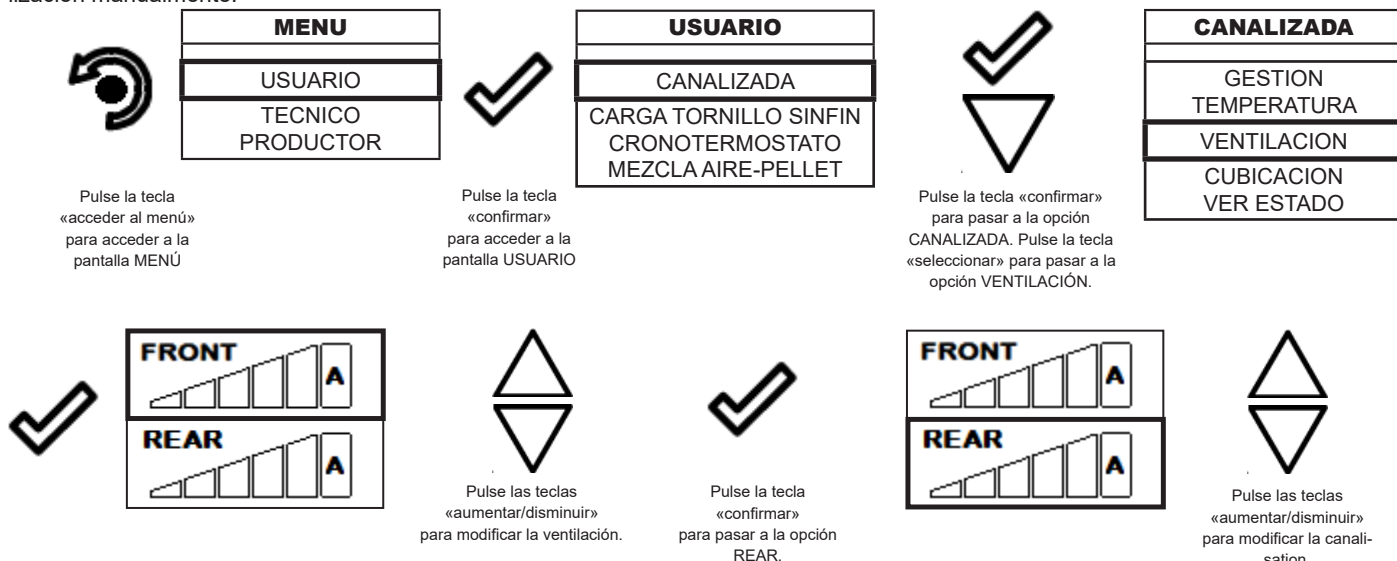 lización manualmente.
MENU
USUARIO
TECNICO
PRODUCTOR
Pulse la tecla
«acceder al menú»
para acceder a la
pantalla MENÚ
USUARIO
CANALIZADA
CARGA TORNILLO SINFIN
CRONOTERMOSTATO
MEZCLA AIRE-PELLET
Pulse la tecla
«confirmar»
para acceder a la
pantalla USUARIO
Pulse la tecla «confirmar»
para pasar a la opción
CANALIZADA. Pulse la tecla
«seleccionar» para pasar a la
opción VENTILACIÓN.
CANALIZADA
GESTION
TEMPERATURA
VENTILACION
CUBICACION
VER ESTADO
FRONT
A
REAR
A
Pulse las teclas
«aumentar/disminuir»
para modificar la ventilación.
Pulse la tecla
«confirmar»
para pasar a la opción
REAR.
FRONT
A
REAR
A
Pulse las teclas
«aumentar/disminuir»
para modificar la canali-
sation